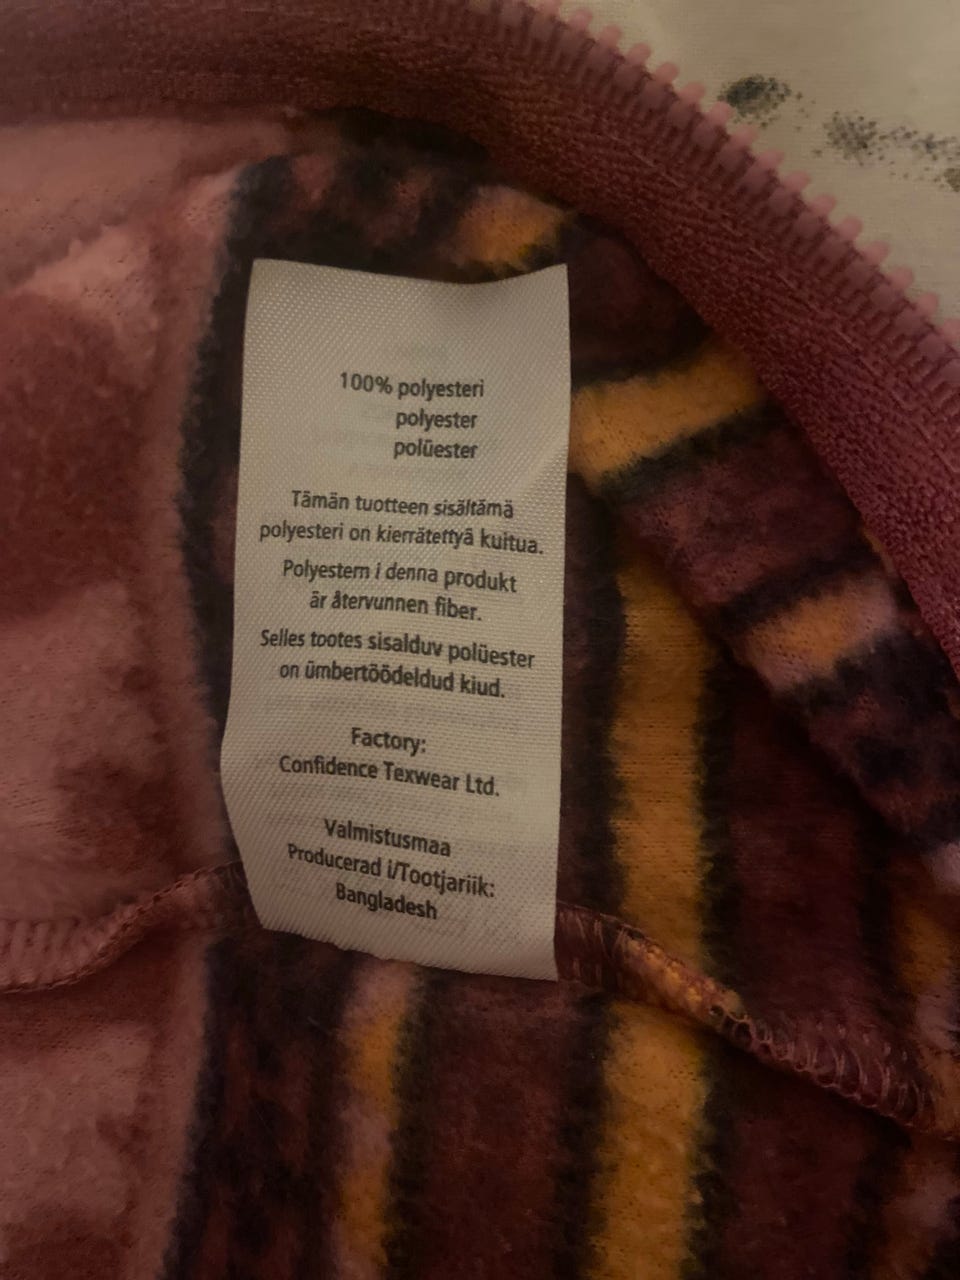 100% polyesteri
polyester
polüester
Tämän tuotteen sisältämä
polyesteri on kierrätettyä kuitua.
Polyestern i denna produkt
är återvunnen fiber.
Selles tootes sisalduv polüester
on ümbertöödeldud kiud.
Factory:
Confidence Texwear Ltd.
Valmistusmaa
Producerad i/Tootjariik:
Bangladesh